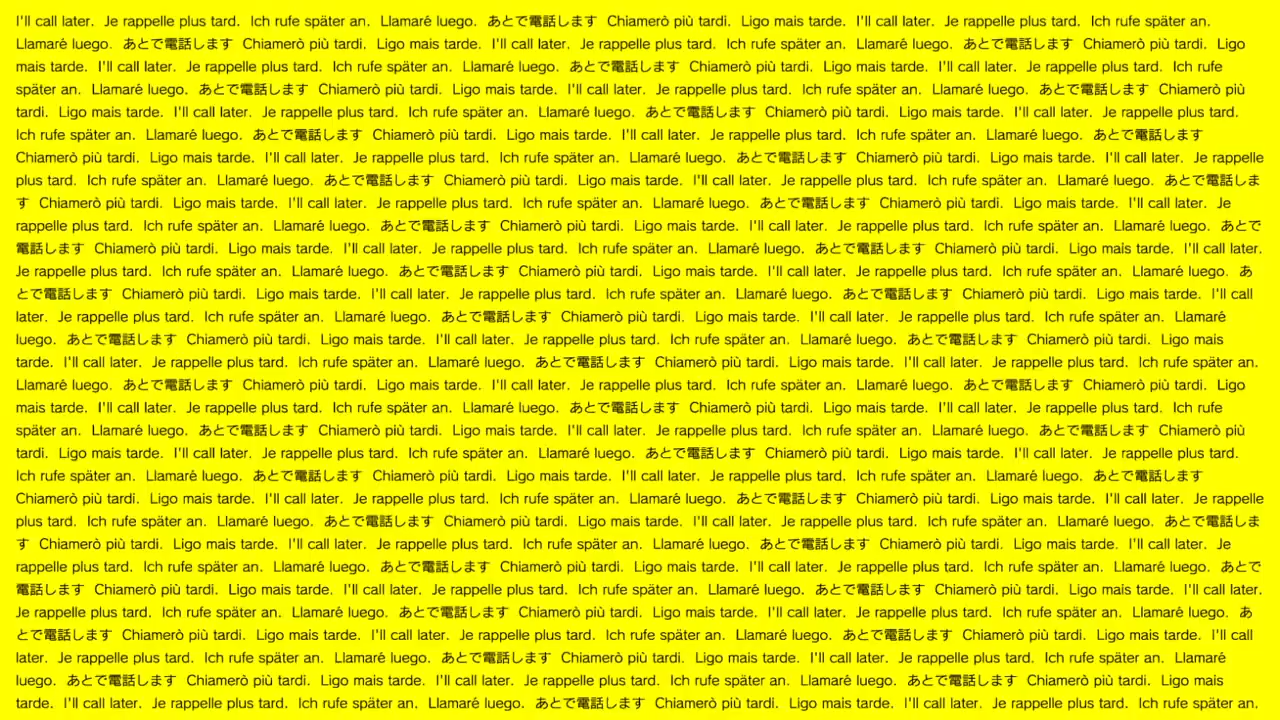 I'll call later. Je rappelle plus tard. Ich rufe später an. Llamaré luego. あとで電話します Chiamerò più tardi. Ligo mais tarde. I'll call later. Je rappelle plus tard. Ich rufe später an.
Llamaré luego. あとで電話します Chiamerò più tardi. Ligo mais tarde. I'll call later. Je rappelle plus tard. Ich rufe später an. Llamaré luego. あとで電話します Chiamerò più tardi. Ligo
mais tarde. I'll call later. Je rappelle plus tard. Ich rufe später an. Llamaré luego. あとで電話します Chiamerò più tardi. Ligo mais tarde. I'll call later. Je rappelle plus tard. Ich rufe
später an. Llamaré luego. あとで電話します Chiamerò più tardi. Ligo mais tarde. I'll call later. Je rappelle plus tard. Ich rufe später an. Llamaré luego. あとで電話します Chiamerò più
tardi. Ligo mais tarde. I'll call later. Je rappelle plus tard. Ich rufe später an. Llamaré luego. あとで電話します Chiamerò più tardi. Ligo mais tarde. I'll call later. Je rappelle plus tard.
Ich rufe später an. Llamaré luego. あとで電話します Chiamerò più tardi. Ligo mais tarde. I'll call later. Je rappelle plus tard. Ich rufe später an. Llamaré luego. あとで電話します
Chiamerò più tardi. Ligo mais tarde. I'll call later. Je rappelle plus tard. Ich rufe später an. Llamaré luego. あとで電話します Chiamerò più tardi. Ligo mais tarde. I'll call later. Je rappelle
plus tard. Ich rufe später an. Llamaré luego. あとで電話します Chiamerò più tardi. Ligo mais tarde. I'll call later. Je rappelle plus tard. Ich rufe später an. Llamaré luego. あとで電話しま
す Chiamerò più tardi. Ligo mais tarde. I'll call later. Je rappelle plus tard. Ich rufe später an. Llamaré luego. あとで電話します Chiamerò più tardi. Ligo mais tarde. I'll call later. Je
rappelle plus tard. Ich rufe später an. Llamaré luego. あとで電話します Chiamerò più tardi. Ligo mais tarde. I'll call later. Je rappelle plus tard. Ich rufe später an. Llamaré luego. あとで
電話します Chiamerò più tardi. Ligo mais tarde. I'll call later. Je rappelle plus tard. Ich rufe später an. Llamaré luego. あとで電話します Chiamerò più tardi. Ligo mais tarde. I'll call later.
Je rappelle plus tard. Ich rufe später an. Llamaré luego. あとで電話します Chiamerò più tardi. Ligo mais tarde. I'll call later. Je rappelle plus tard. Ich rufe später an. Llamaré luego. あ
とで電話します Chiamerò più tardi. Ligo mais tarde. I'll call later. Je rappelle plus tard. Ich rufe später an. Llamaré luego. あとで電話します Chiamerò più tardi. Ligo mais tarde. I'll call
later. Je rappelle plus tard. Ich rufe später an. Llamaré luego. あとで電話します Chiamerò più tardi. Ligo mais tarde. I'll call later. Je rappelle plus tard. Ich rufe später an. Llamaré
luego. あとで電話します Chiamerò più tardi. Ligo mais tarde. I'll call later. Je rappelle plus tard. Ich rufe später an. Llamaré luego. あとで電話します Chiamerò più tardi. Ligo mais
tarde. I'll call later. Je rappelle plus tard. Ich rufe später an. Llamaré luego. あとで電話します Chiamerò più tardi. Ligo mais tarde. I'll call later. Je rappelle plus tard. Ich rufe später an.
Llamaré luego. あとで電話します Chiamerò più tardi. Ligo mais tarde. I'll call later. Je rappelle plus tard. Ich rufe später an. Llamaré luego. あとで電話します Chiamerò più tardi. Ligo
mais tarde. I'll call later. Je rappelle plus tard. Ich rufe später an. Llamaré luego. あとで電話します Chiamerò più tardi. Ligo mais tarde. I'll call later. Je rappelle plus tard. Ich rufe
später an. Llamaré luego. あとで電話します Chiamerò più tardi. Ligo mais tarde. I'll call later. Je rappelle plus tard. Ich rufe später an. Llamaré luego. あとで電話します Chiamerò più
tardi. Ligo mais tarde. I'll call later. Je rappelle plus tard. Ich rufe später an. Llamaré luego. あとで電話します Chiamerò più tardi. Ligo mais tarde. I'll call later. Je rappelle plus tard.
Ich rufe später an. Llamaré luego. あとで電話します Chiamerò più tardi. Ligo mais tarde. I'll call later. Je rappelle plus tard. Ich rufe später an. Llamaré luego. あとで電話します
Chiamerò più tardi. Ligo mais tarde. I'll call later. Je rappelle plus tard. Ich rufe später an. Llamaré luego. あとで電話します Chiamerò più tardi. Ligo mais tarde. I'll call later. Je rappelle
plus tard. Ich rufe später an. Llamaré luego. あとで電話します Chiamerò più tardi. Ligo mais tarde. I'll call later. Je rappelle plus tard. Ich rufe später an. Llamaré luego. あとで電話しま
す Chiamerò più tardi. Ligo mais tarde. I'll call later. Je rappelle plus tard. Ich rufe später an. Llamaré luego. あとで電話します Chiamerò più tardi. Ligo mais tarde. I'll call later. Je
rappelle plus tard. Ich rufe später an. Llamaré luego. あとで電話します Chiamerò più tardi. Ligo mais tarde. I'll call later. Je rappelle plus tard. Ich rufe später an. Llamaré luego. あとで
電話します Chiamerò più tardi. Ligo mais tarde. I'll call later. Je rappelle plus tard. Ich rufe später an. Llamaré luego. あとで電話します Chiamerò più tardi. Ligo mais tarde. I'll call later.
Je rappelle plus tard. Ich rufe später an. Llamaré luego. あとで電話します Chiamerò più tardi. Ligo mais tarde. I'll call later. Je rappelle plus tard. Ich rufe später an. Llamaré luego. あ
とで電話します Chiamerò più tardi. Ligo mais tarde. I'll call later. Je rappelle plus tard. Ich rufe später an. Llamaré luego. あとで電話します Chiamerò più tardi. Ligo mais tarde. I'll call
later. Je rappelle plus tard. Ich rufe später an. Llamaré luego. あとで電話します Chiamerò più tardi. Ligo mais tarde. I'll call later. Je rappelle plus tard. Ich rufe später an. Llamaré
luego. あとで電話します Chiamerò più tardi. Ligo mais tarde. I'll call later. Je rappelle plus tard. Ich rufe später an. Llamaré luego. あとで電話します Chiamerò più tardi. Ligo mais
tarde. I'll call later. Je rappelle plus tard. Ich rufe später an. Llamaré luego. あとで電話します Chiamerò più tardi. Ligo mais tarde. I'll call later. Je rappelle plus tard. Ich rufe später an.